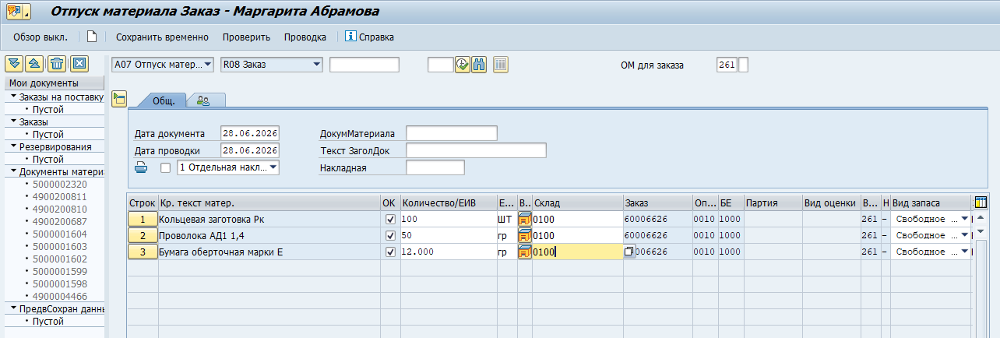 Отпуск материала Заказ - Маргарита Абрамова
Обзор выкл. Сохранить временно Проверить Проводка Справка
A07 Отпуск матер... R08 Заказ ОМ для заказа 261
Мои документы
Заказы на поставку
Пустой
Заказы
Пустой
Резервирования
Пустой
Документы матери
5000002320
4900200811
4900200810
4900200687
5000001604
5000001603
5000001602
5000001599
5000001598
4900004466
ПредвСохран данны
Пустой
Общ.
Дата документа 28.06.2026 ДокумМатериала
Дата проводки 28.06.2026 Текст ЗаголДок
1 Отдельная накл... Накладная
Строк Кр. текст матер. ОК Количество/ЕИВ Е... В.. Склад Заказ Оп... БЕ Партия Вид оценки В... Н Вид запаса
1 Кольцевая заготовка Рк 100 ШТ 0100 60006626 0010 1000 261 – Свободное ...
2 Проволока АД1 1,4 50 гр 0100 60006626 0010 1000 261 – Свободное ...
3 Бумага оберточная марки Е 12.000 гр 0100 006626 0010 1000 261 – Свободное ...